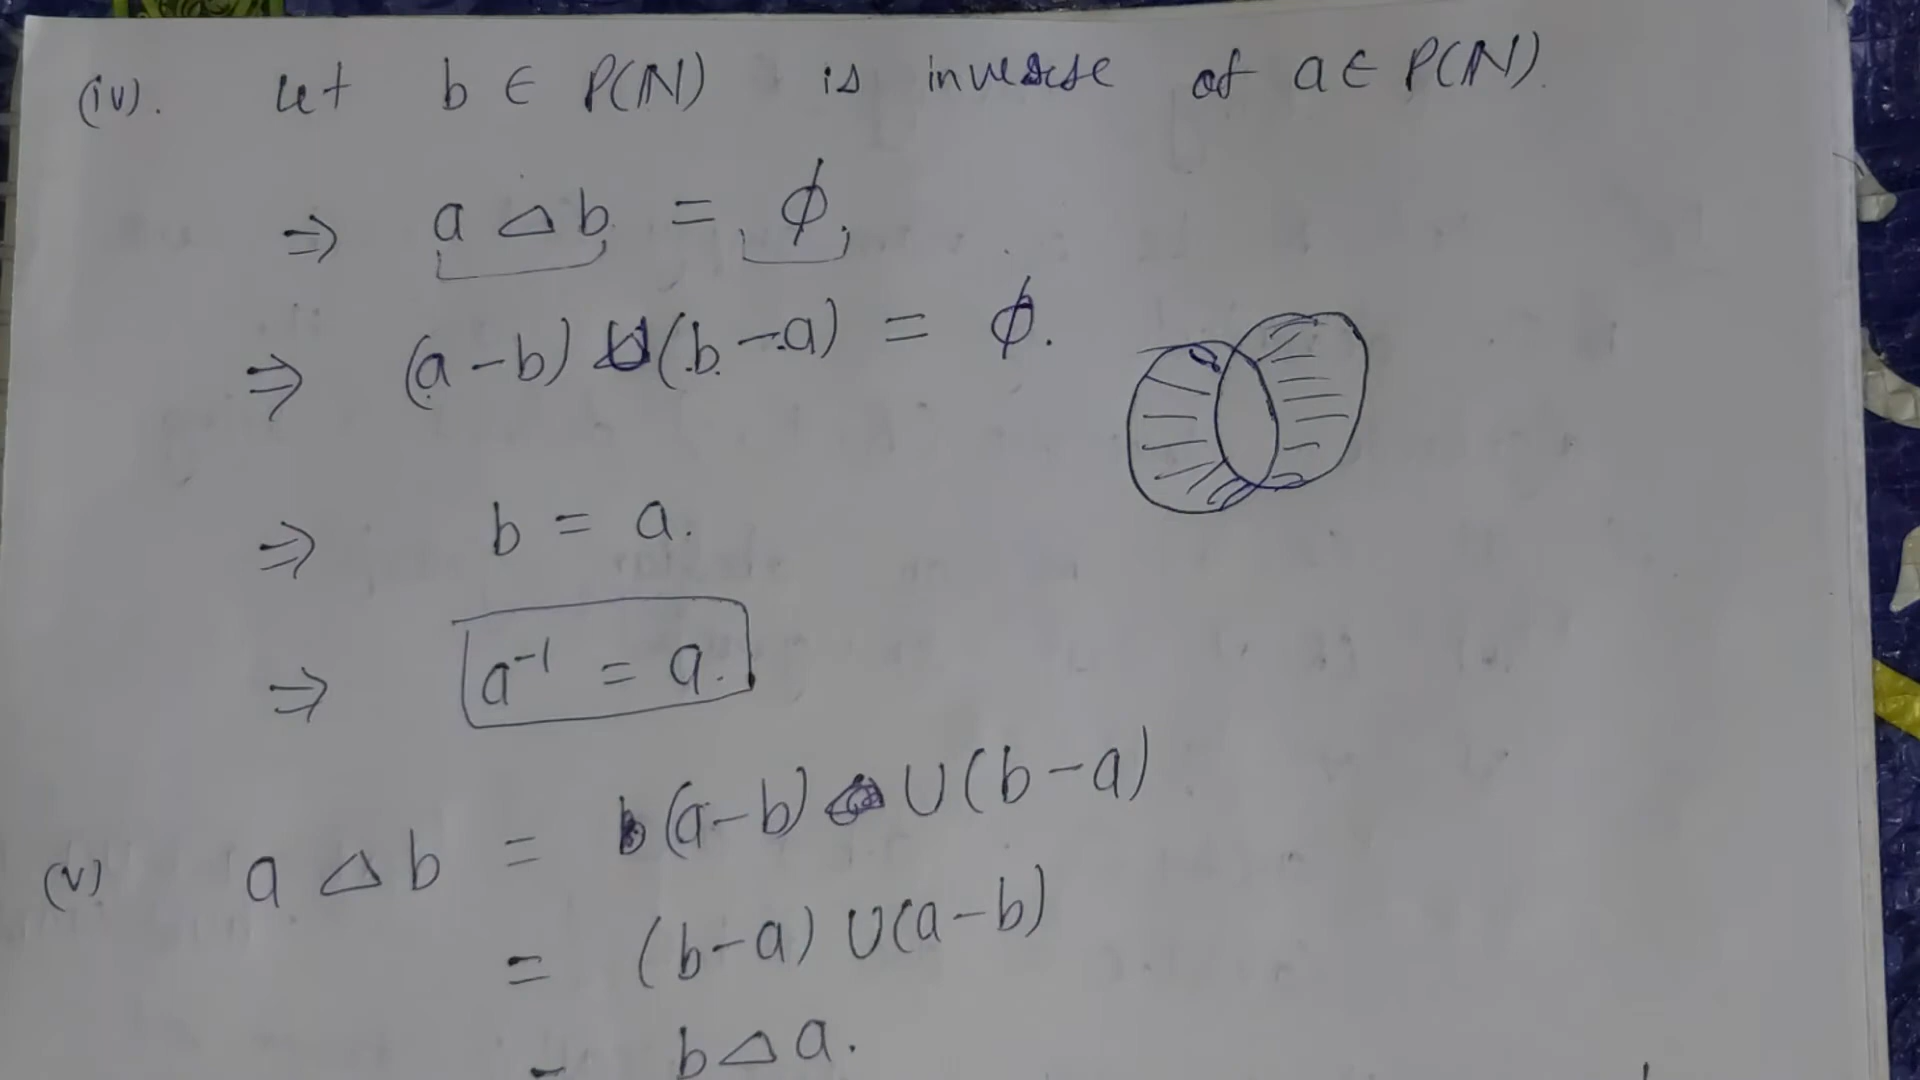 (iv). Let b ∈ P(ℕ) is inverse of a ∈ P(ℕ).
⇒ a △ b = ϕ.
⇒ (a - b) ∪ (b - a) = ϕ.
⇒ b = a.
⇒ a⁻¹ = a.
(v) a △ b = (a - b) ∪ (b - a)
= (b - a) ∪ (a - b)
= b △ a.